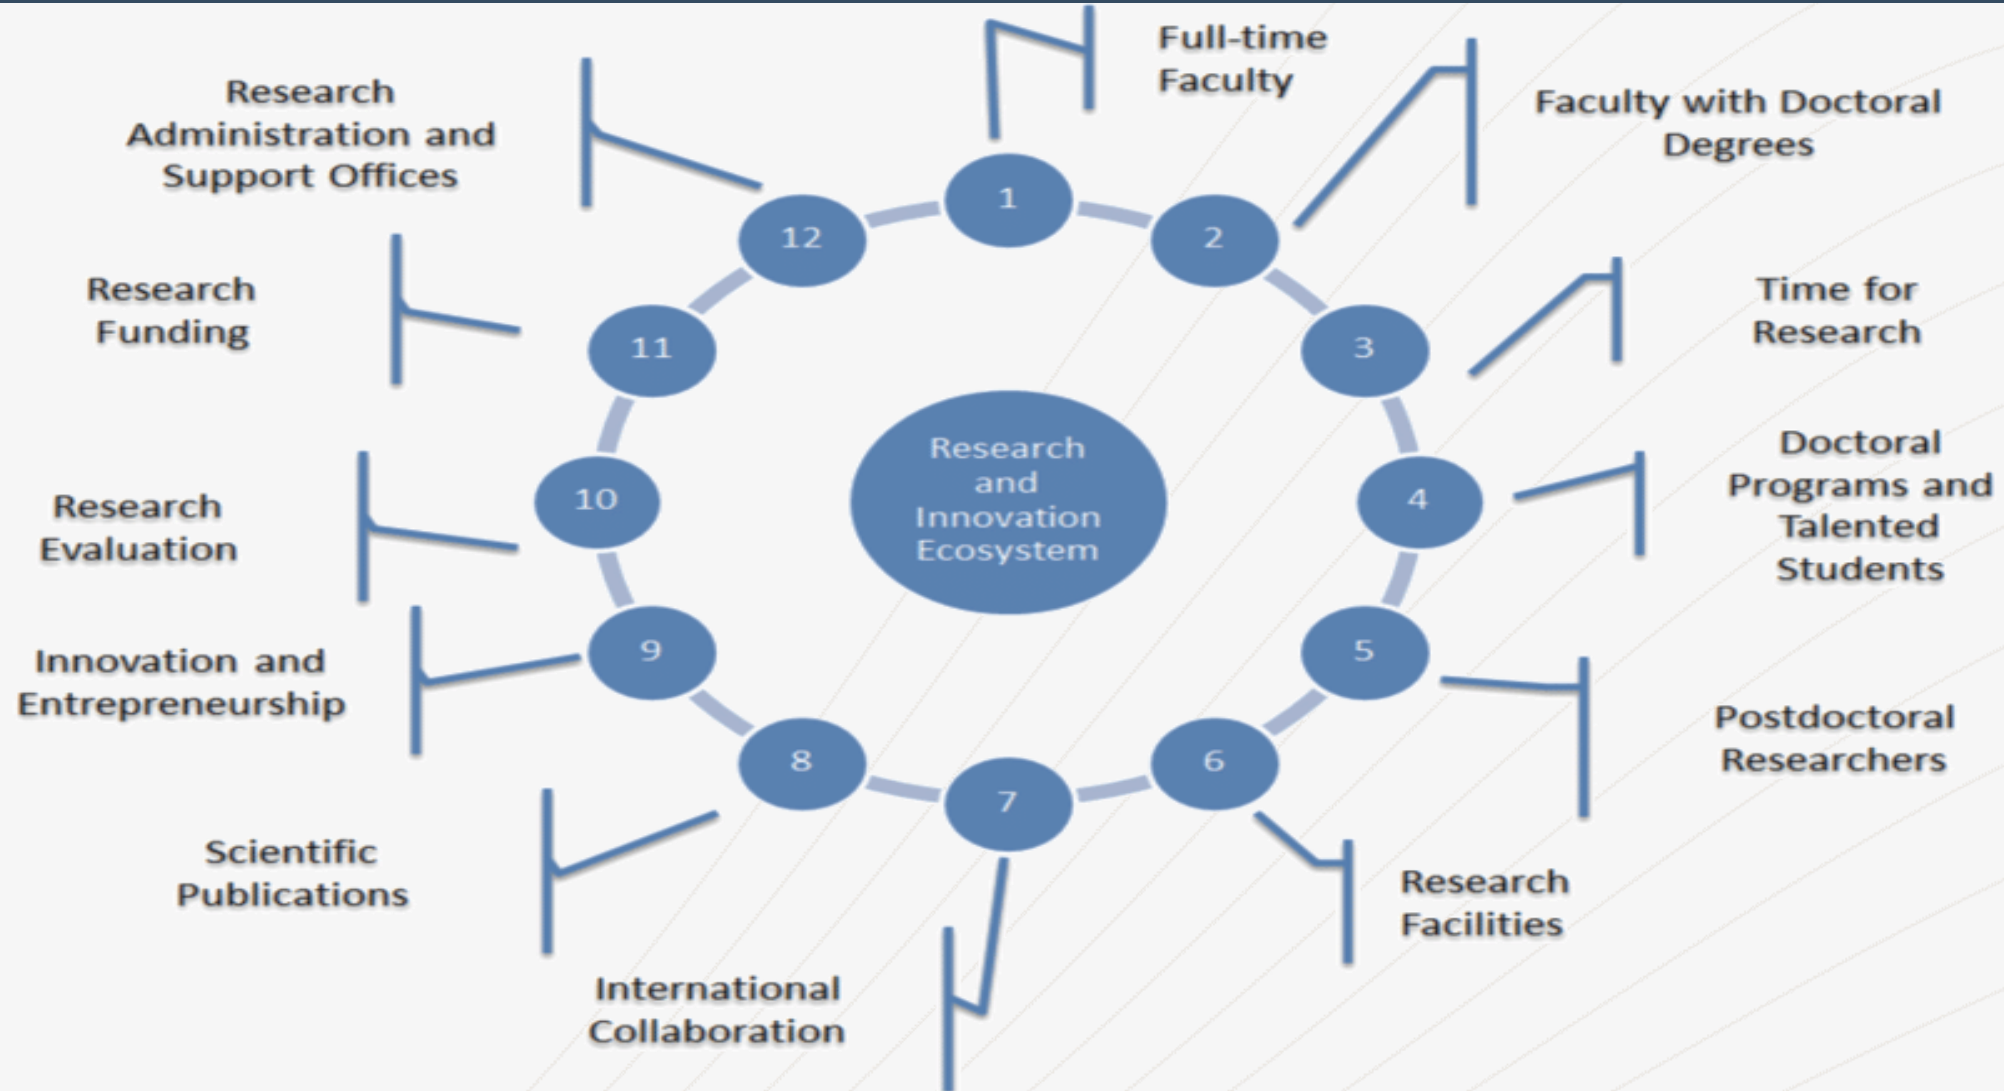 Full-time
Faculty
Faculty with Doctoral
Degrees
Time for
Research
Doctoral
Programs and
Talented
Students
Postdoctoral
Researchers
Research
Facilities
International
Collaboration
Scientific
Publications
Innovation and
Entrepreneurship
Research
Evaluation
Research
Funding
Research
Administration and
Support Offices
1
2
3
4
5
6
7
8
9
10
11
12
Research
and
Innovation
Ecosystem